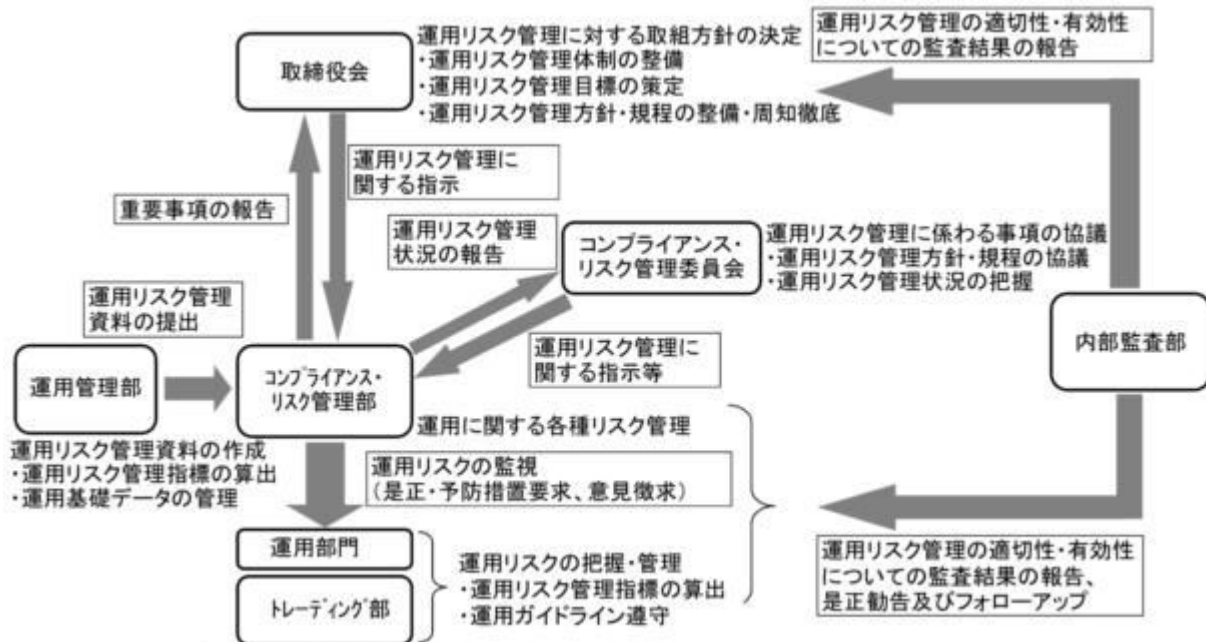 取締役会
運用リスク管理に対する取組方針の決定
・運用リスク管理体制の整備
・運用リスク管理目標の策定
・運用リスク管理方針・規程の整備・周知徹底
運用リスク管理の適切性・有効性
についての監査結果の報告
運用リスク管理に
関する指示
重要事項の報告
運用リスク管理
状況の報告
コンプライアンス・
リスク管理委員会
運用リスク管理に係わる事項の協議
・運用リスク管理方針・規程の協議
・運用リスク管理状況の把握
運用リスク管理
資料の提出
内部監査部
運用管理部
コンプライアンス・
リスク管理部
運用リスク管理に
関する指示等
運用に関する各種リスク管理
運用リスク管理資料の作成
・運用リスク管理指標の算出
・運用基礎データの管理
運用リスクの監視
(是正・予防措置要求、意見徴求)
運用部門
トレーディング部
運用リスクの把握・管理
・運用リスク管理指標の算出
・運用ガイドライン遵守
運用リスク管理の適切性・有効性
についての監査結果の報告、
是正勧告及びフォローアップ